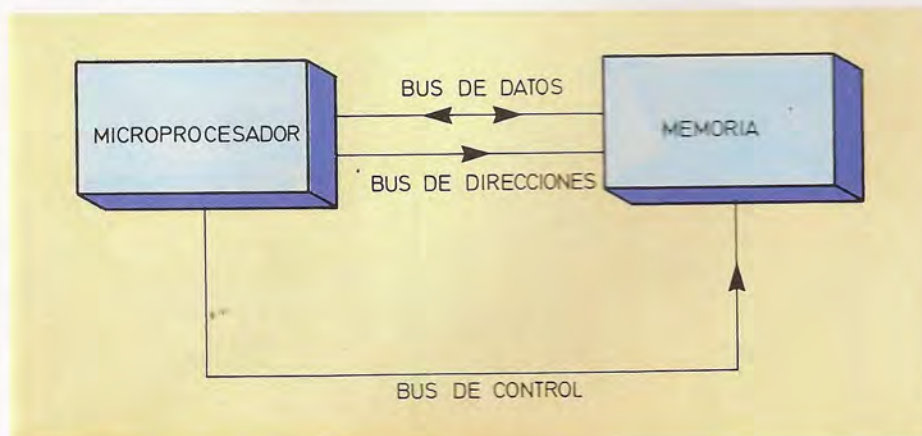 BUS DE DATOS
MICROPROCESADOR
MEMORIA
BUS DE DIRECCIONES
BUS DE CONTROL